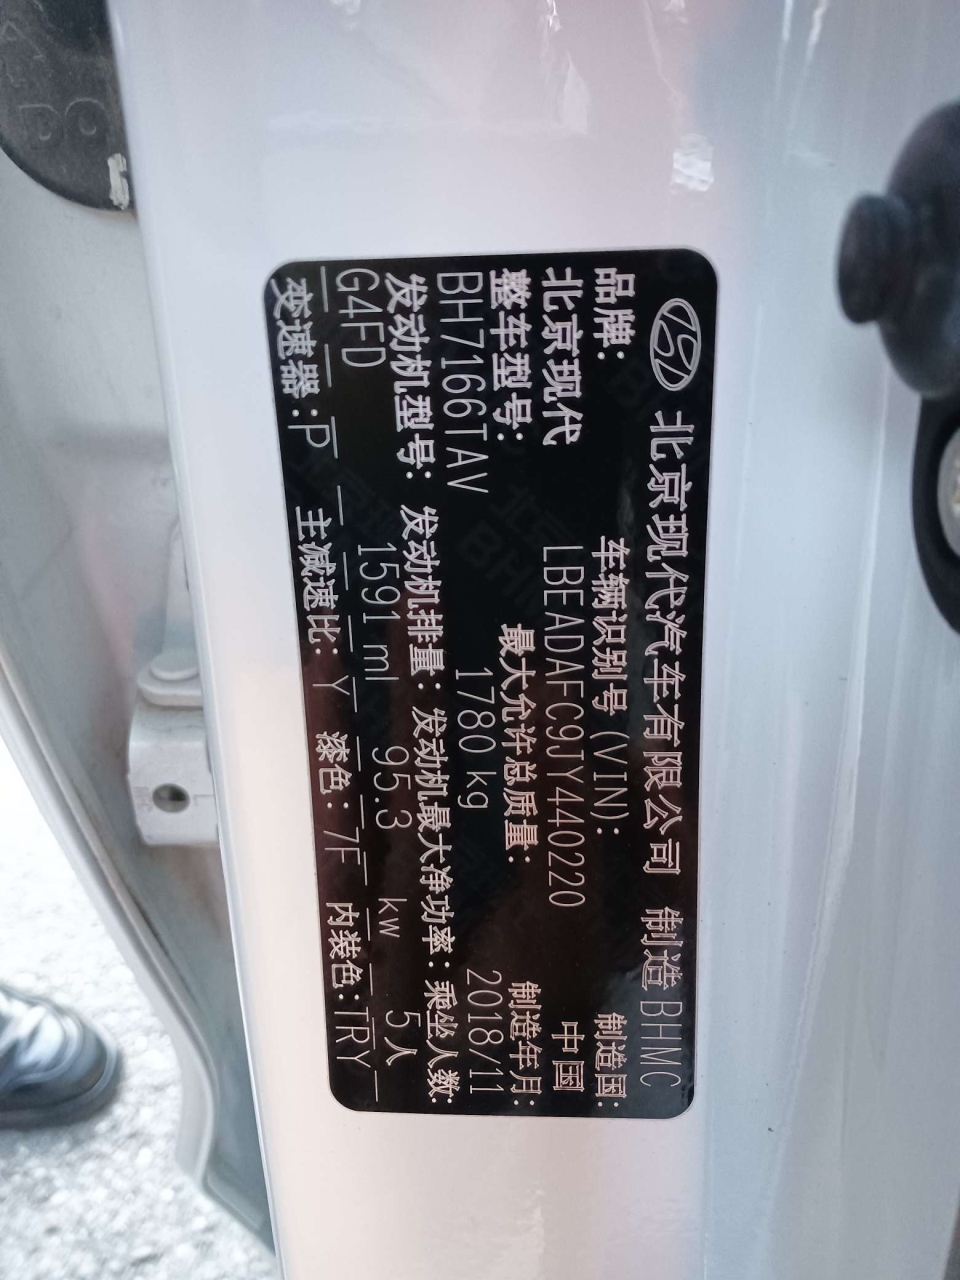 北京现代汽车有限公司 制造 BHMC
品牌: 车辆识别号 (VIN): 制造国:
北京现代 LBEADAFC9JY440220 中国
整车型号: 最大允许总质量: 制造年月:
BH7166TAV 1780 kg 2018/11
发动机型号: 发动机排量: 发动机最大净功率: 乘坐人数:
G4FD 1591 ml 95.3 kw 5人
变速器:P 主减速比: Y 漆色: 7F 内装色:TRY